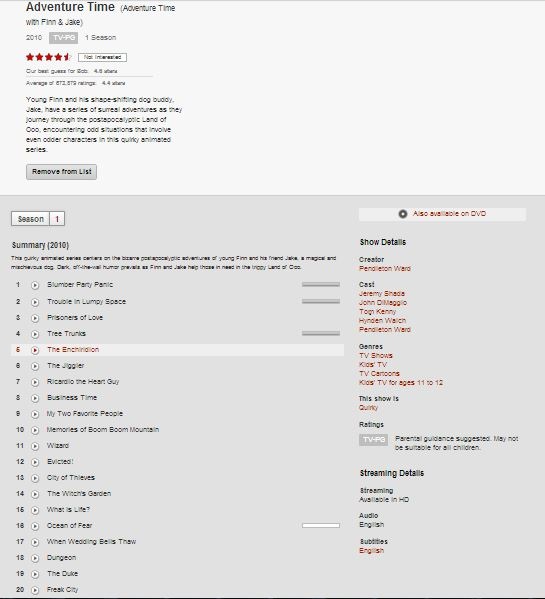 Adventure Time (Adventure Time
with Finn & Jake)
2010 TV-PG 1 Season
Not Interested
Our best guess for Bob: 4.6 stars
Average of 673,679 ratings: 4.4 stars
Young Finn and his shape-shifting dog buddy,
Jake, have a series of surreal adventures as they
journey through the postapocalyptic Land of
Ooo, encountering odd situations that involve
even odder characters in this quirky animated
series.
Remove from List
Season 1
Summary (2010)
This quirky animated series centers on the bizarre postapocalyptic adventures of young Finn and his friend Jake, a magical and
mischievous dog. Dark, off-the-wall humor prevails as Finn and Jake help those in need in the trippy Land of Ooo.
1 Slumber Party Panic
2 Trouble in Lumpy Space
3 Prisoners of Love
4 Tree Trunks
5 The Enchiridion
6 The Jiggler
7 Ricardio the Heart Guy
8 Business Time
9 My Two Favorite People
10 Memories of Boom Boom Mountain
11 Wizard
12 Evicted!
13 City of Thieves
14 The Witch's Garden
15 What is Life?
16 Ocean of Fear
17 When Wedding Bells Thaw
18 Dungeon
19 The Duke
20 Freak City
Also available on DVD
Show Details
Creator
Pendleton Ward
Cast
Jeremy Shada
John DiMaggio
Tom Kenny
Hynden Walch
Pendleton Ward
Genres
TV Shows
Kids' TV
TV Cartoons
Kids' TV for ages 11 to 12
This show is
Quirky
Ratings
TV-PG Parental guidance suggested. May not
be suitable for all children.
Streaming Details
Streaming
Available in HD
Audio
English
Subtitles
English